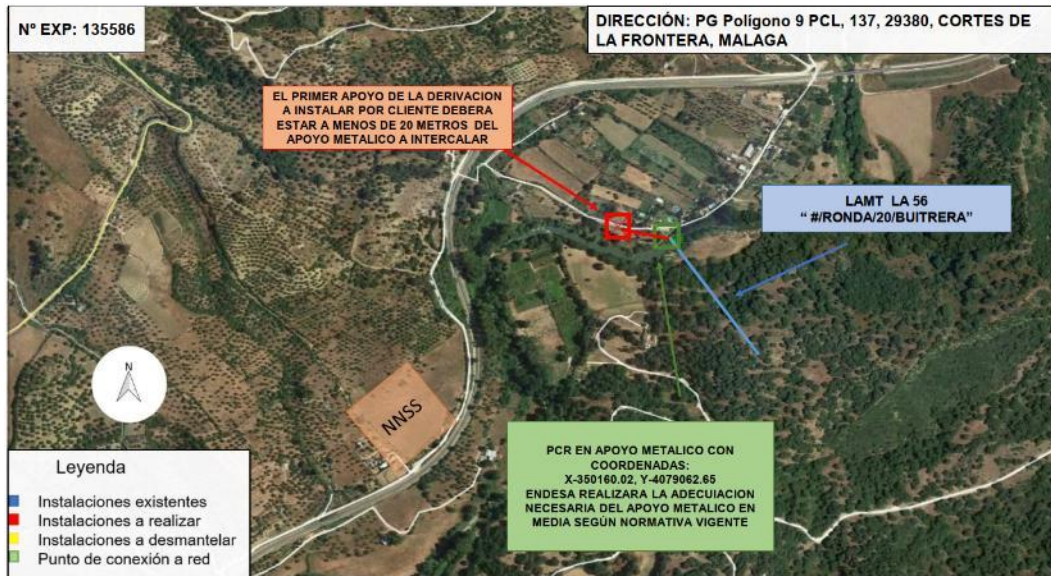 Nº EXP: 135586
DIRECCIÓN: PG Polígono 9 PCL, 137, 29380, CORTES DE
LA FRONTERA, MALAGA
EL PRIMER APOYO DE LA DERIVACION
A INSTALAR POR CLIENTE DEBERA
ESTAR A MENOS DE 20 METROS DEL
APOYO METALICO A INTERCALAR
LAMT LA 56
“ #/RONDA/20/BUITRERA”
N
NNSS
PCR EN APOYO METALICO CON
COORDENADAS:
X-350160.02, Y-4079062.65
ENDESA REALIZARA LA ADECUIACION
NECESARIA DEL APOYO METALICO EN
MEDIA SEGÚN NORMATIVA VIGENTE
Leyenda
Instalaciones existentes
Instalaciones a realizar
Instalaciones a desmantelar
Punto de conexión a red